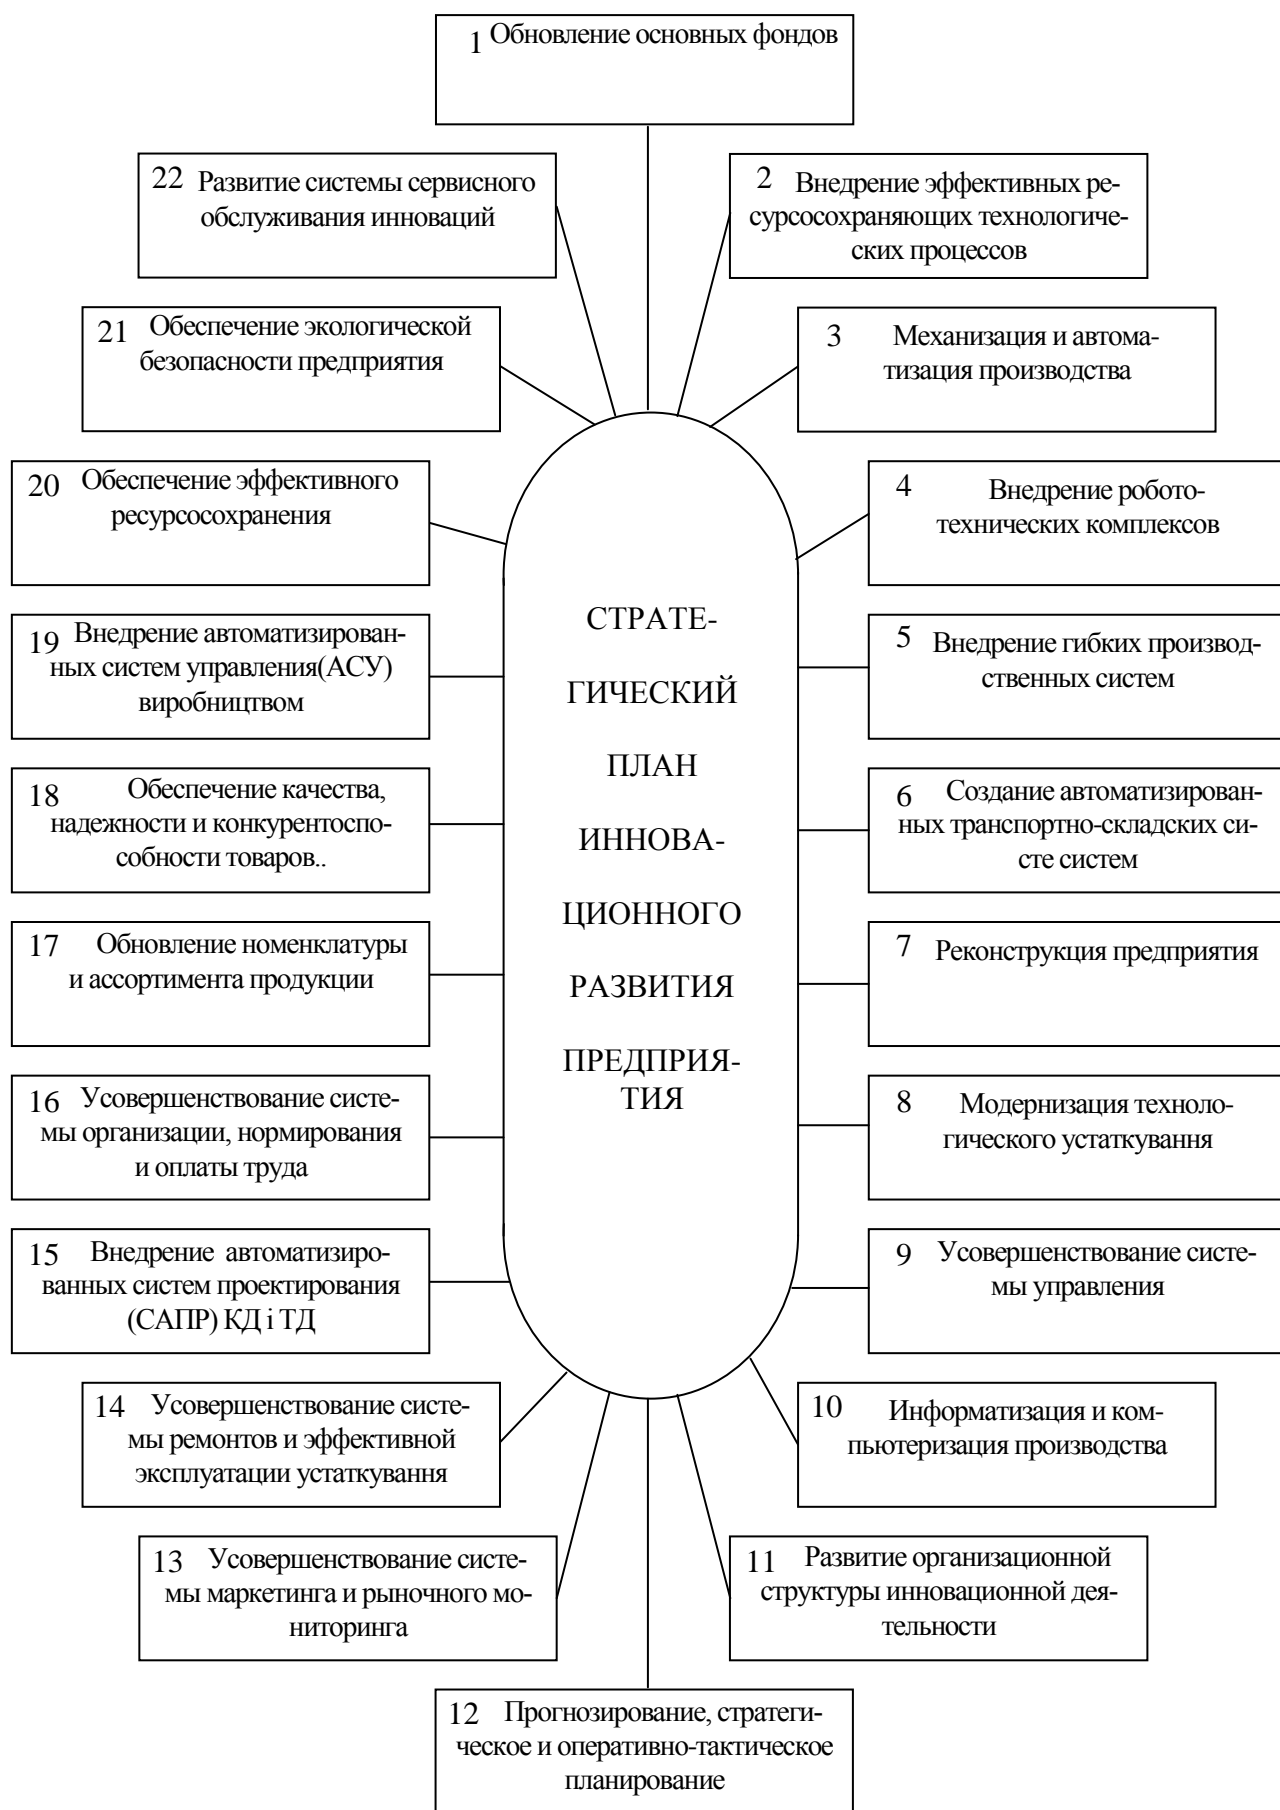 1 Обновление основных фондов
2 Внедрение эффективных ре-
сурсосохраняющих технологиче-
ских процессов
3 Механизация и автома-
тизация производства
4 Внедрение робото-
технических комплексов
5 Внедрение гибких производ-
ственных систем
6 Создание автоматизирован-
ных транспортно-складских си-
сте систем
7 Реконструкция предприятия
8 Модернизация техноло-
гического устаткування
9 Усовершенствование систе-
мы управления
10 Информатизация и ком-
пьютеризация производства
11 Развитие организационной
структуры инновационной дея-
тельности
12 Прогнозирование, стратеги-
ческое и оперативно-тактическое
планирование
13 Усовершенствование систе-
мы маркетинга и рыночного мо-
ниторинга
14 Усовершенствование систе-
мы ремонтов и эффективной
эксплуатации устаткування
15 Внедрение автоматизиро-
ванных систем проектирования
(САПР) КД і ТД
16 Усовершенствование систе-
мы организации, нормирования
и оплаты труда
17 Обновление номенклатуры
и ассортимента продукции
18 Обеспечение качества,
надежности и конкурентоспо-
собности товаров..
19 Внедрение автоматизирован-
ных систем управления(АСУ)
виробництвом
20 Обеспечение эффективного
ресурсосохранения
21 Обеспечение экологической
безопасности предприятия
22 Развитие системы сервисного
обслуживания инноваций
СТРАТЕ-
ГИЧЕСКИЙ
ПЛАН
ИННОВА-
ЦИОННОГО
РАЗВИТИЯ
ПРЕДПРИЯ-
ТИЯ